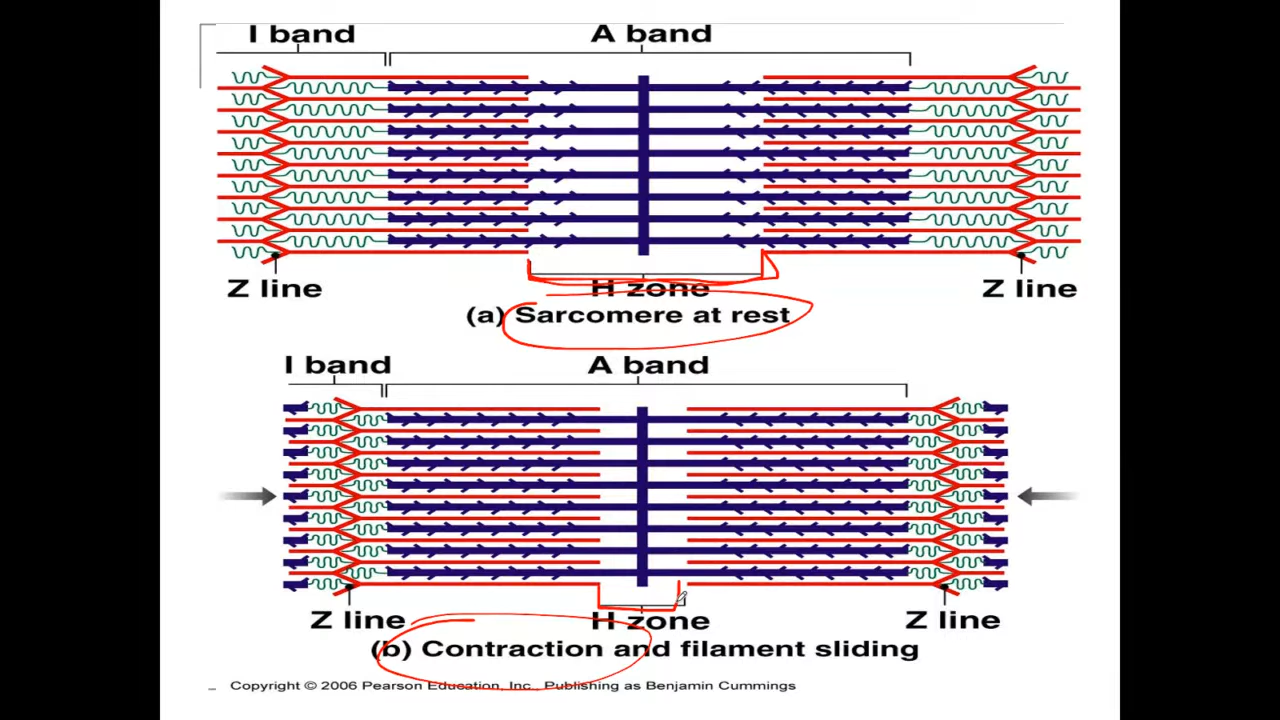 I band A band
Z line H zone Z line
(a) Sarcomere at rest
I band A band
Z line H zone Z line
(b) Contraction and filament sliding
Copyright © 2006 Pearson Education, Inc., Publishing as Benjamin Cummings